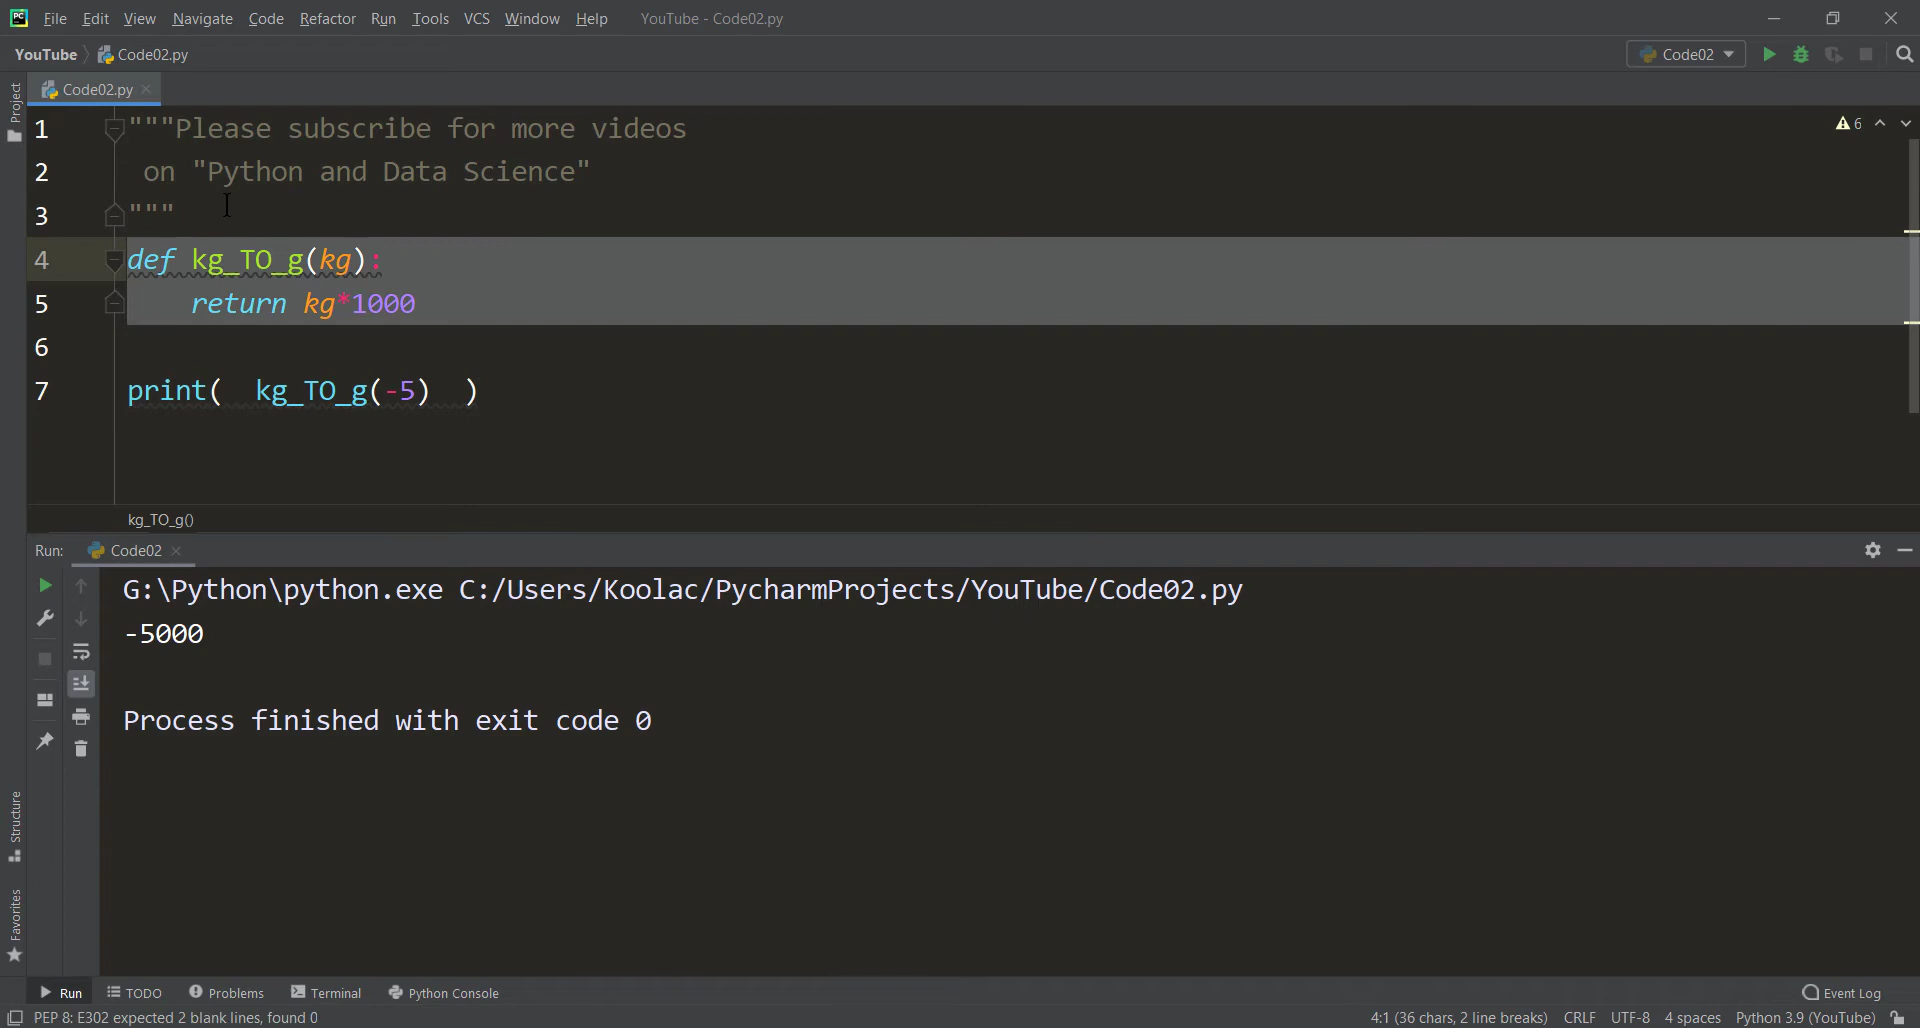 File Edit View Navigate Code Refactor Run Tools VCS Window Help YouTube - Code02.py
YouTube Code02.py Code02
Project
Code02.py
1 """Please subscribe for more videos
6
2 on "Python and Data Science"
3 """
4 def kg_TO_g(kg):
5 return kg*1000
6
7 print(  kg_TO_g(-5)  )
kg_TO_g()
Run: Code02
G:\Python\python.exe C:/Users/Koolac/PycharmProjects/YouTube/Code02.py
-5000
Process finished with exit code 0
Structure
Favorites
Run TODO Problems Terminal Python Console Event Log
PEP 8: E302 expected 2 blank lines, found 0 4:1 (36 chars, 2 line breaks) CRLF UTF-8 4 spaces Python 3.9 (YouTube)